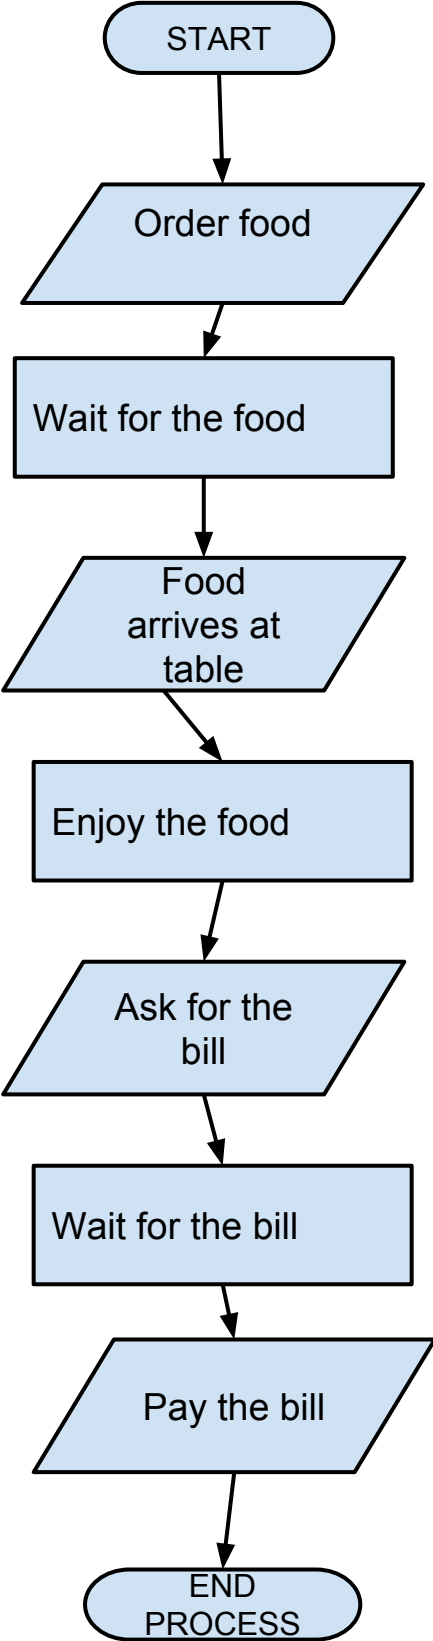 START
Order food
Wait for the food
Food
arrives at
table
Enjoy the food
Ask for the
bill
Wait for the bill
Pay the bill
END
PROCESS